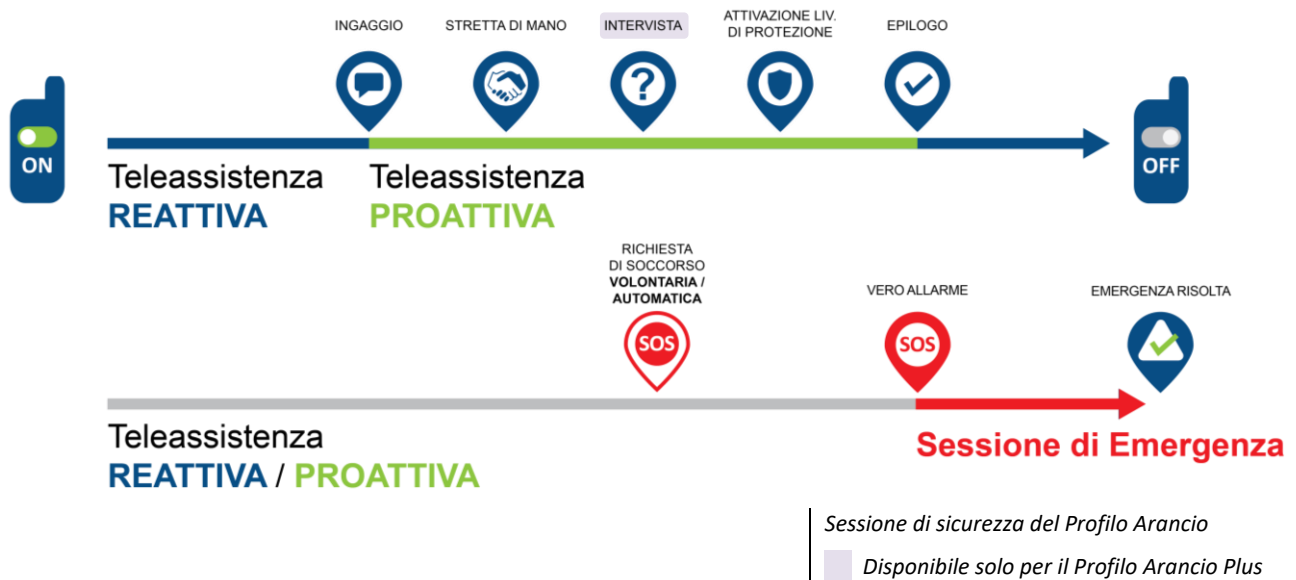 INGAGGIO
STRETTA DI MANO
INTERVISTA
ATTIVAZIONE LIV.
DI PROTEZIONE
EPILOGO
ON
OFF
Teleassistenza
REATTIVA
Teleassistenza
PROATTIVA
RICHIESTA
DI SOCCORSO
VOLONTARIA /
AUTOMATICA
VERO ALLARME
EMERGENZA RISOLTA
SOS
SOS
Teleassistenza
REATTIVA / PROATTIVA
Sessione di Emergenza
Sessione di sicurezza del Profilo Arancio
Disponibile solo per il Profilo Arancio Plus